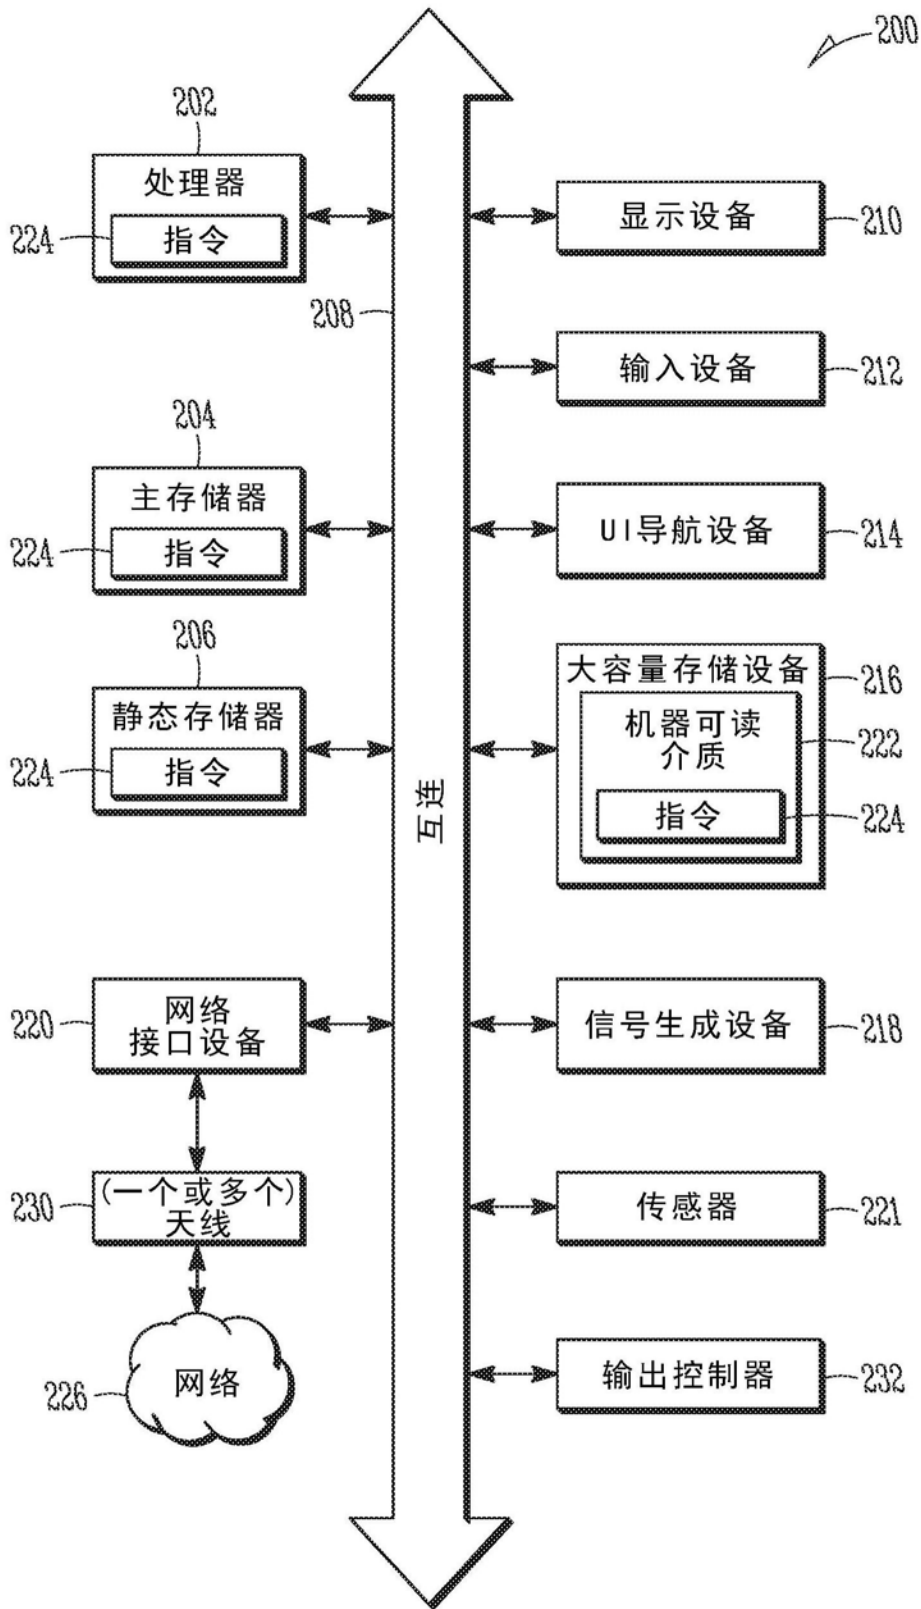 200
202
处理器
224
指令
208
204
主存储器
224
指令
206
静态存储器
224
指令
220
网络
接口设备
230
(一个或多个)
天线
226
网络
互连
显示设备
210
输入设备
212
UI导航设备
214
大容量存储设备
216
机器可读
介质
222
指令
224
信号生成设备
218
传感器
221
输出控制器
232